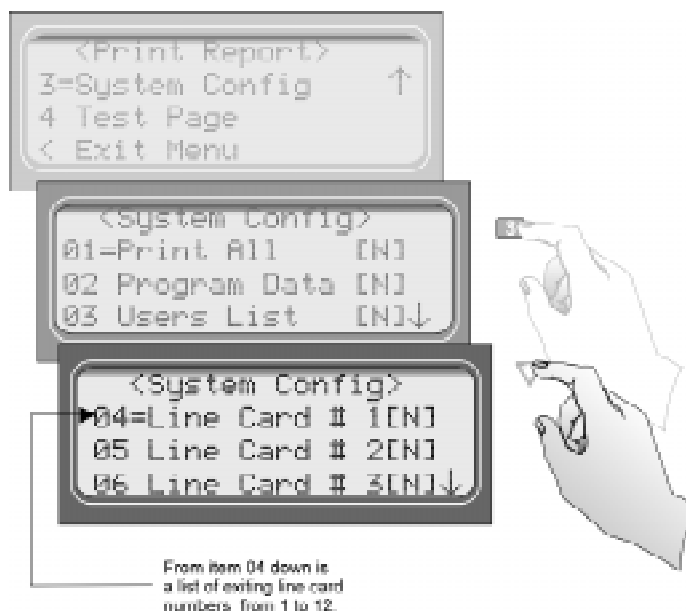 <Print Report>
3=System Config ↑
4 Test Page
< Exit Menu
<System Config>
01=Print All [N]
02 Program Data [N]
03 Users List [N]↓
<System Config>
04=Line Card # 1[N]
05 Line Card # 2[N]
06 Line Card # 3[N]↓
From item 04 down is
a list of exiting line card
numbers from 1 to 12.